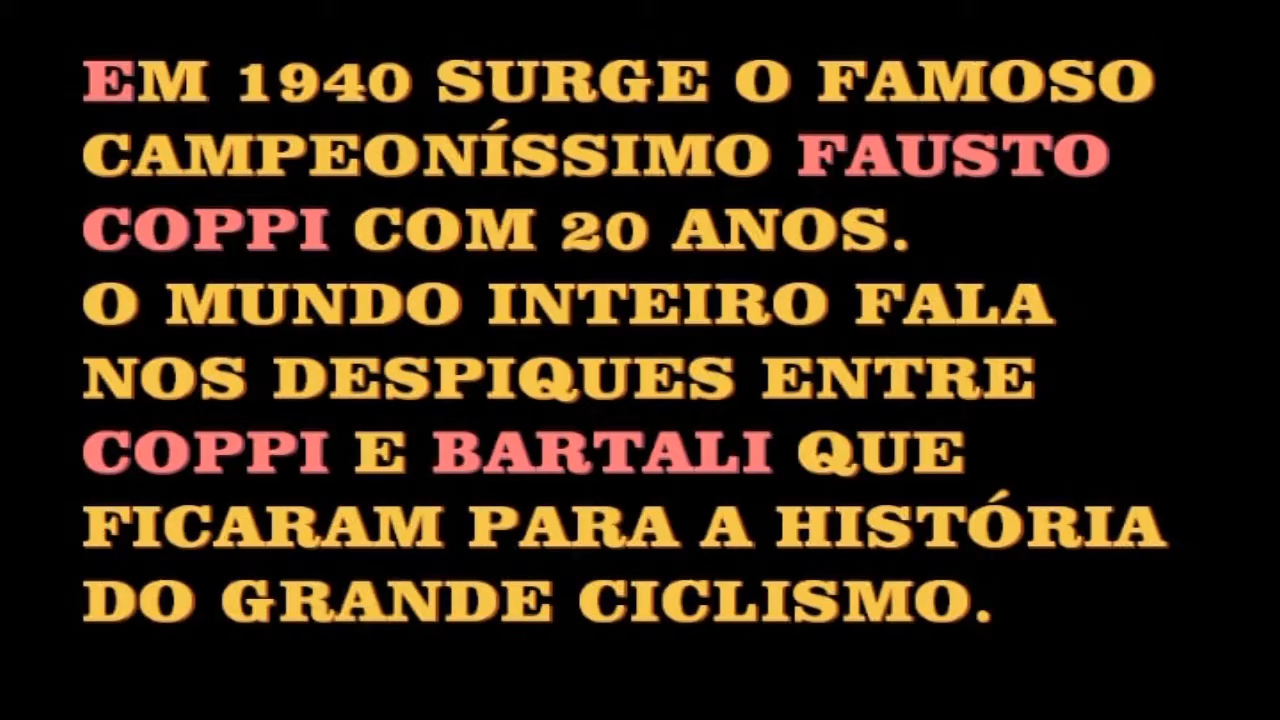 EM 1940 SURGE O FAMOSO
CAMPEONÍSSIMO FAUSTO
COPPI COM 20 ANOS.
O MUNDO INTEIRO FALA
NOS DESPIQUES ENTRE
COPPI E BARTALI QUE
FICARAM PARA A HISTÓRIA
DO GRANDE CICLISMO.